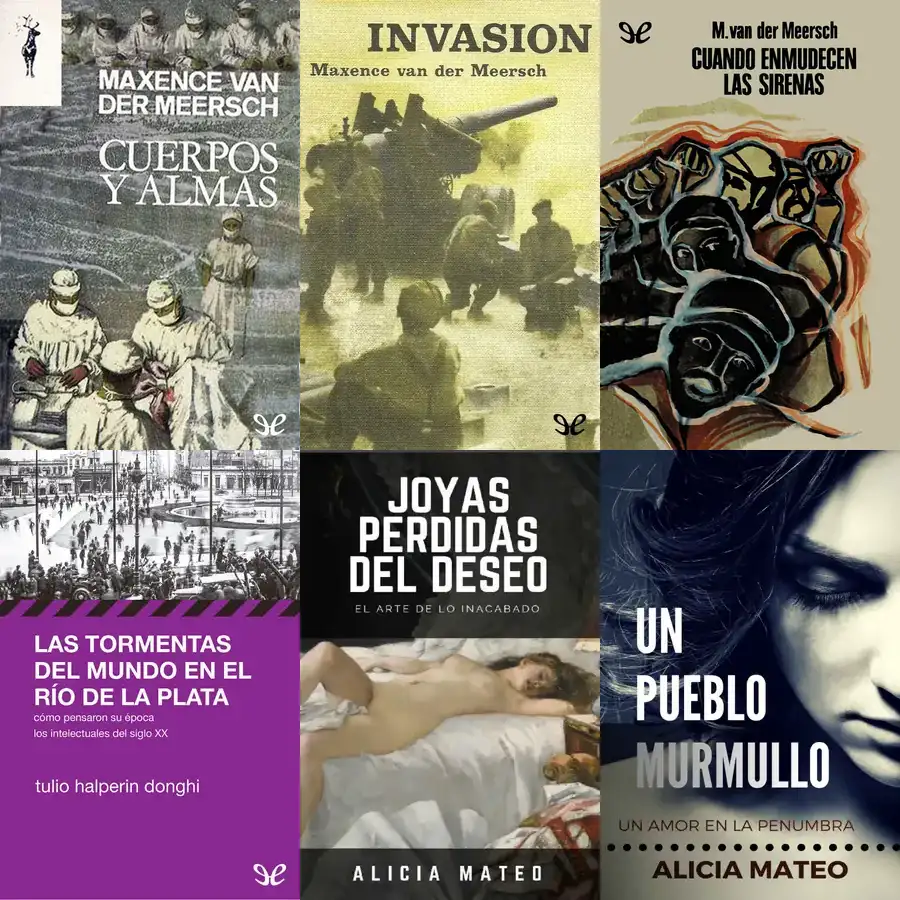 MAXENCE VAN
DER MEERSCH
CUERPOS
Y ALMAS
INVASION
Maxence van der Meersch
M. van der Meersch
CUANDO ENMUDECEN
LAS SIRENAS
LAS TORMENTAS
DEL MUNDO EN EL
RÍO DE LA PLATA
cómo pensaron su época
los intelectuales del siglo XX
tulio halperin donghi
JOYAS
PERDIDAS
DEL DESEO
EL ARTE DE LO INACABADO
ALICIA MATEO
UN
PUEBLO
MURMULLO
UN AMOR EN LA PENUMBRA
ALICIA MATEO